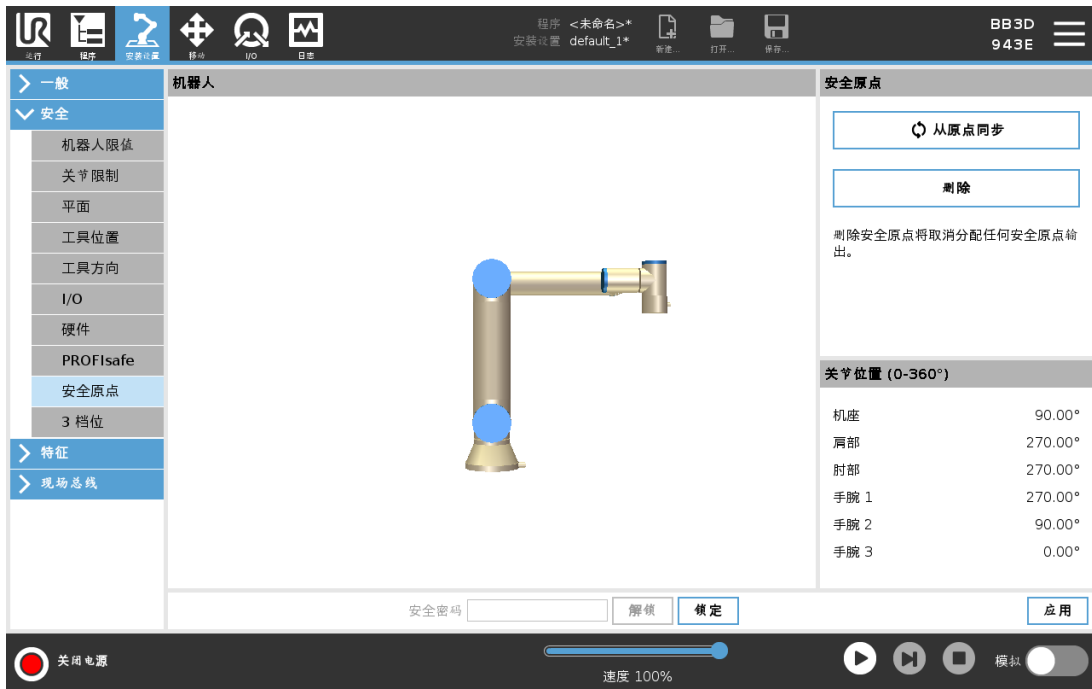 运行 程序 安装设置 移动 I/O 日志
程序 <未命名>*
安装设置 default_1*
新建... 打开... 保存...
BB3D
943E
一般
安全
机器人限值
关节限制
平面
工具位置
工具方向
I/O
硬件
PROFIsafe
安全原点
3 档位
特征
现场总线
机器人
安全原点
从原点同步
删除
删除安全原点将取消分配任何安全原点输
出。
关节位置 (0-360°)
机座 90.00°
肩部 270.00°
肘部 270.00°
手腕 1 270.00°
手腕 2 90.00°
手腕 3 0.00°
安全密码 解锁 锁定 应用
关闭电源
速度 100%
模拟